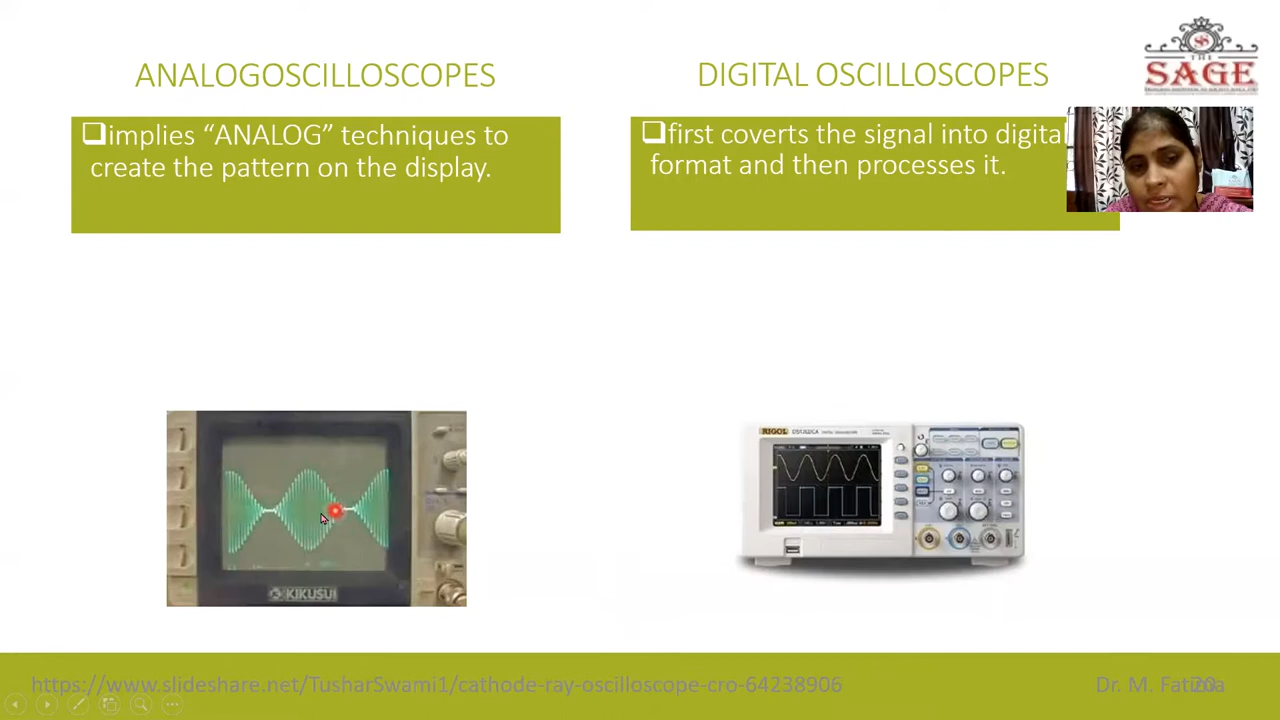 ANALOGOSCILLOSCOPES
❑implies “ANALOG” techniques to
create the pattern on the display.
DIGITAL OSCILLOSCOPES
❑first coverts the signal into digital
format and then processes it.
THE
SAGE
KIKUSUI
RIGOL
https://www.slideshare.net/TusharSwami1/cathode-ray-oscilloscope-cro-64238906
Dr. M. Fatima
20